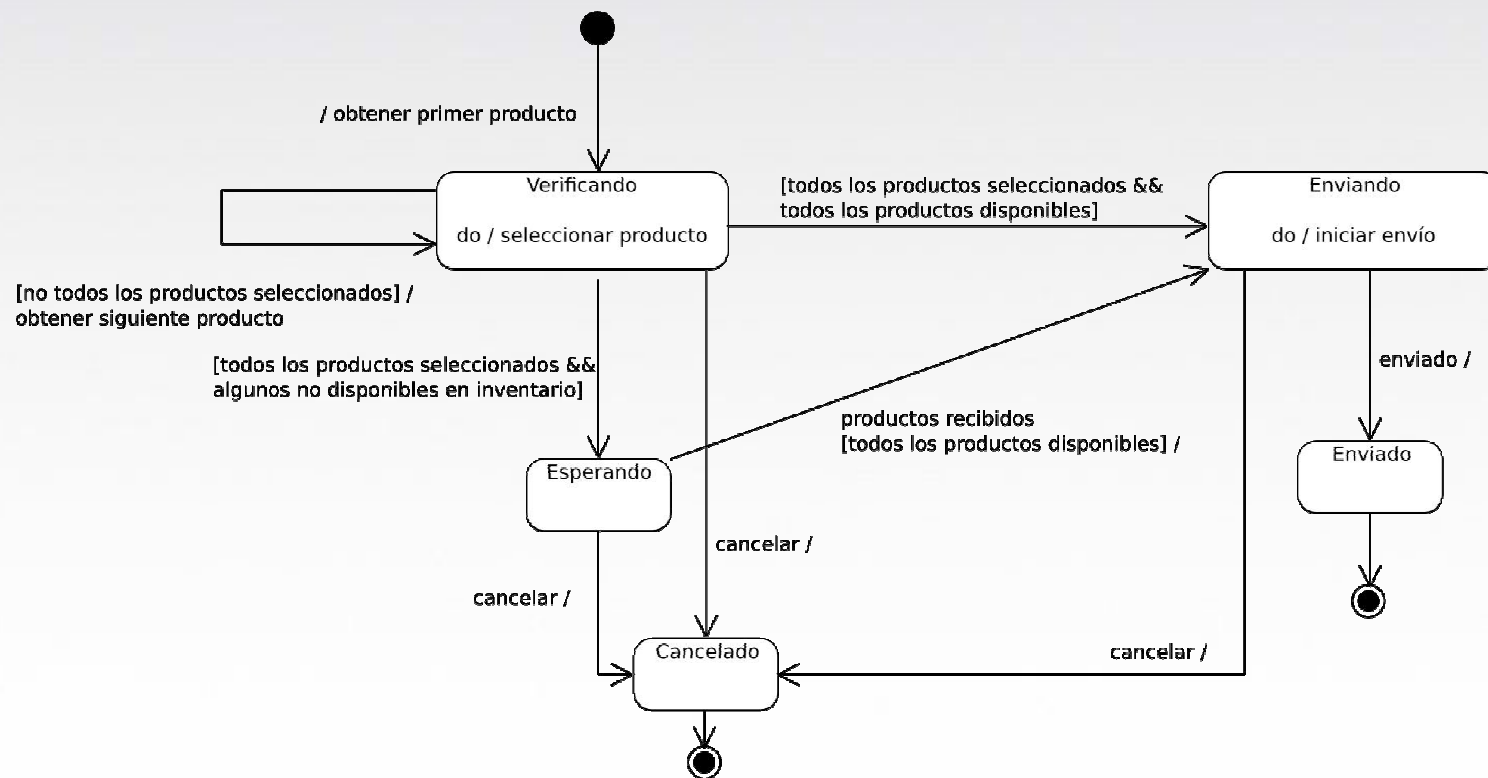 / obtener primer producto
Verificando
do / seleccionar producto
[todos los productos seleccionados &&
todos los productos disponibles]
Enviando
do / iniciar envío
[no todos los productos seleccionados] /
obtener siguiente producto
[todos los productos seleccionados &&
algunos no disponibles en inventario]
enviado /
productos recibidos
[todos los productos disponibles] /
Enviado
Esperando
cancelar /
cancelar /
Cancelado
cancelar /